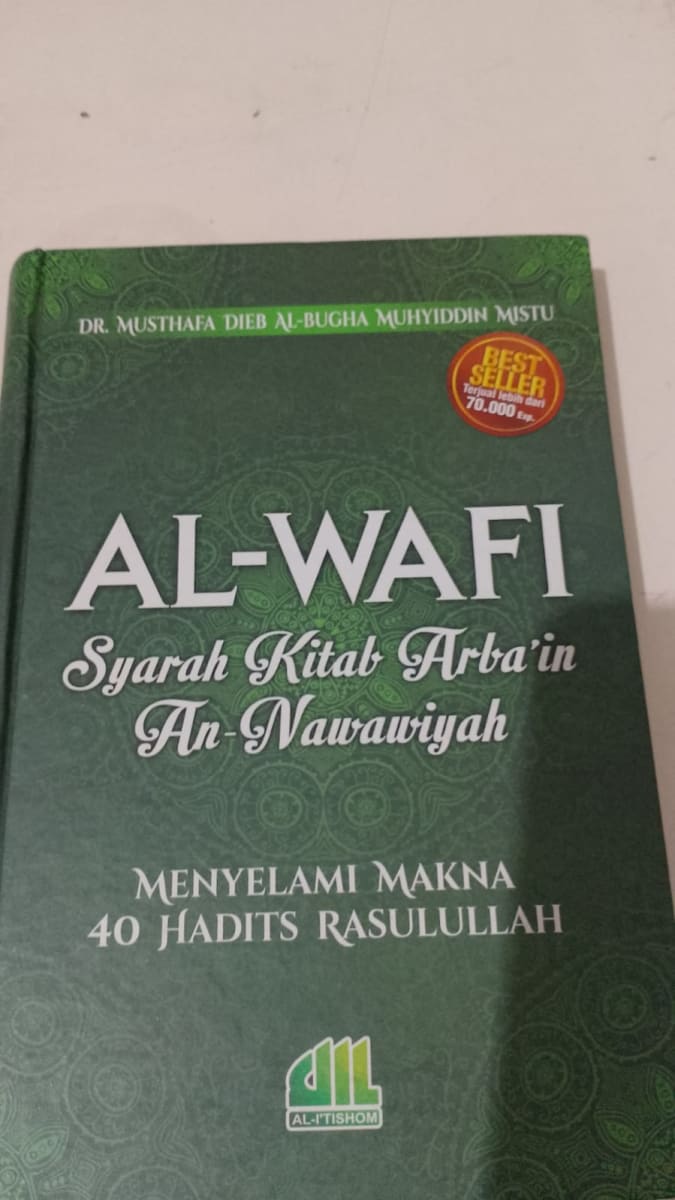 DR. MUSTHAFA DIEB AL-BUGHA MUHYIDDIN MISTU
BEST
SELLER
Terjual lebih dari
70.000 Exp.
AL-WAFI
Syarah Kitab Arba'in
An-Nawawiyah
MENYELAMI MAKNA
40 HADITS RASULULLAH
AL-I'TISHOM